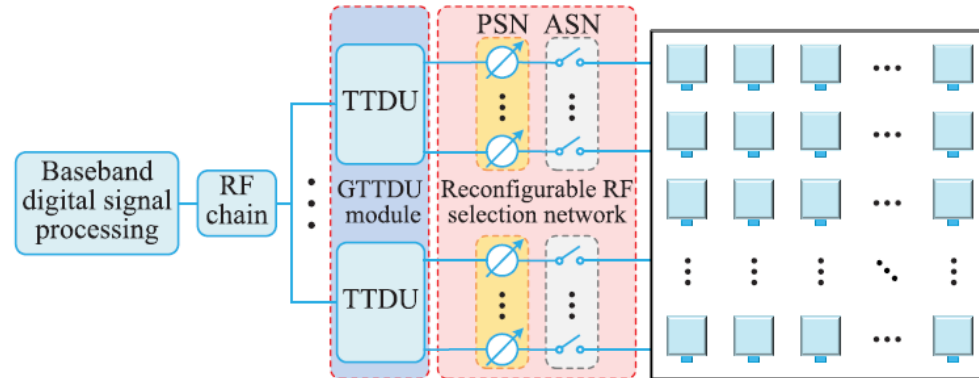 PSN ASN
TTDU
Baseband
digital signal
processing
RF
chain
GTTDU
module
Reconfigurable RF
selection network
TTDU